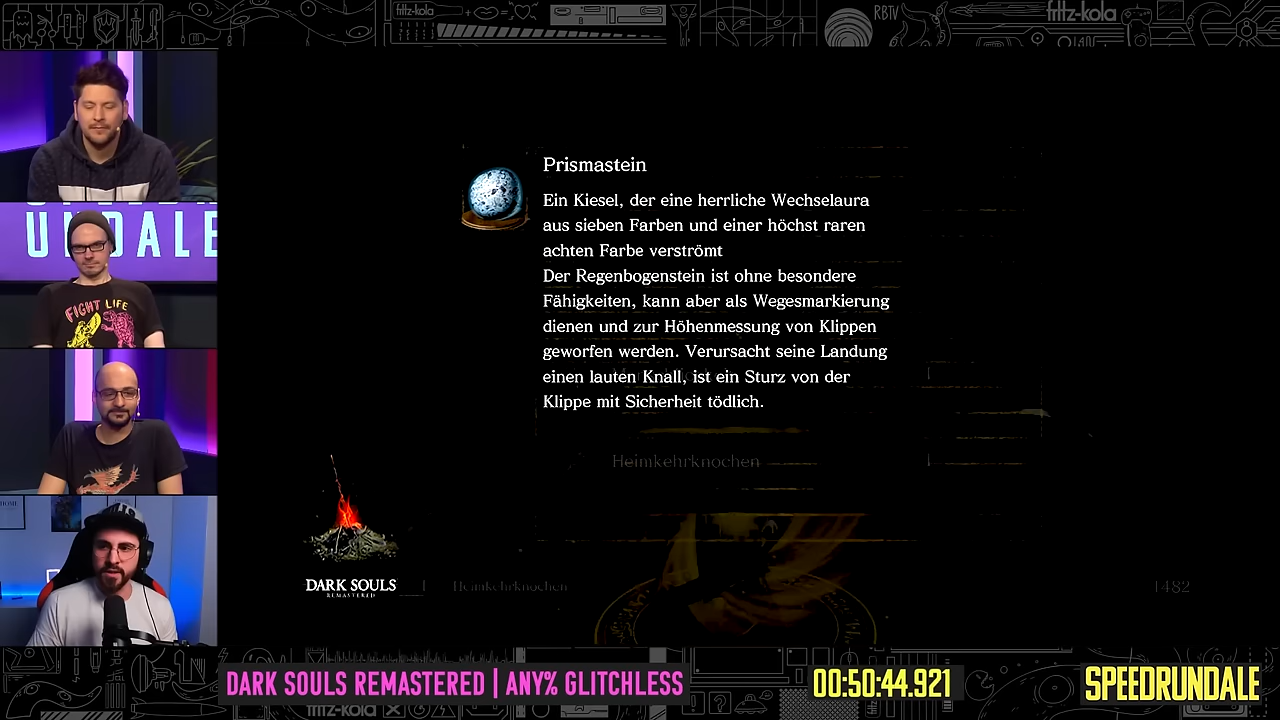 fritz-kola
RBTV
fritz-kola
UNDALE
FIGHT LIFE
Prismastein
Ein Kiesel, der eine herrliche Wechselaura
aus sieben Farben und einer höchst raren
achten Farbe verströmt
Der Regenbogenstein ist ohne besondere
Fähigkeiten, kann aber als Wegesmarkierung
dienen und zur Höhenmessung von Klippen
geworfen werden. Verursacht seine Landung
einen lauten Knall, ist ein Sturz von der
Klippe mit Sicherheit tödlich.
Heimkehrknochen
DARK SOULS
REMASTERED
Heimkehrknochen
1482
DARK SOULS REMASTERED | ANY% GLITCHLESS
00:50:44.921
SPEEDRUNDALE
fritz-kola